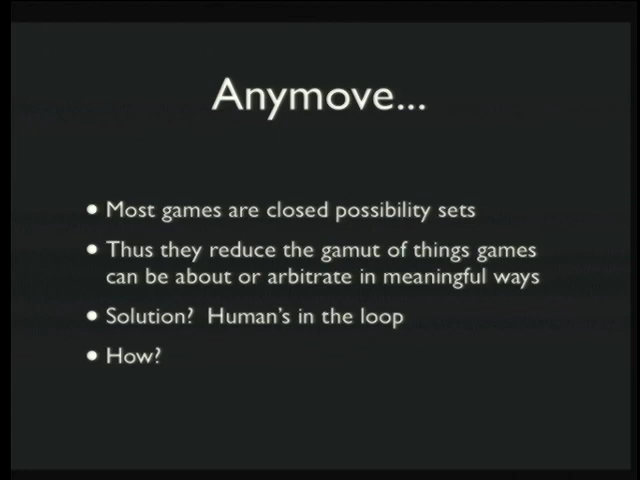 Anymove...
• Most games are closed possibility sets
• Thus they reduce the gamut of things games
can be about or arbitrate in meaningful ways
• Solution?  Human's in the loop
• How?